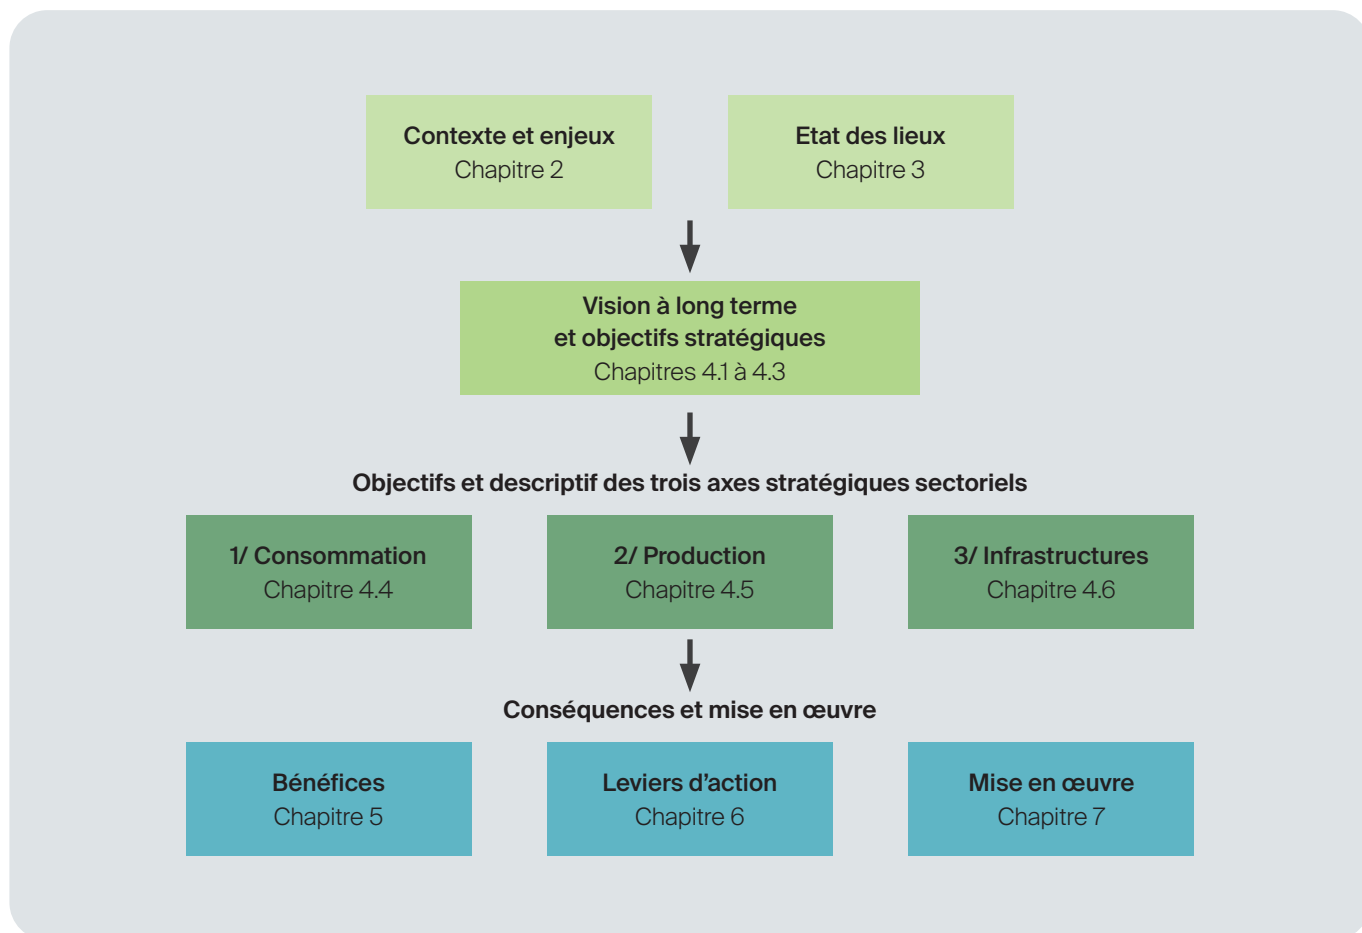 Contexte et enjeux
Chapitre 2
Etat des lieux
Chapitre 3
Vision à long terme
et objectifs stratégiques
Chapitres 4.1 à 4.3
Objectifs et descriptif des trois axes stratégiques sectoriels
1/ Consommation
Chapitre 4.4
2/ Production
Chapitre 4.5
3/ Infrastructures
Chapitre 4.6
Conséquences et mise en œuvre
Bénéfices
Chapitre 5
Leviers d’action
Chapitre 6
Mise en œuvre
Chapitre 7